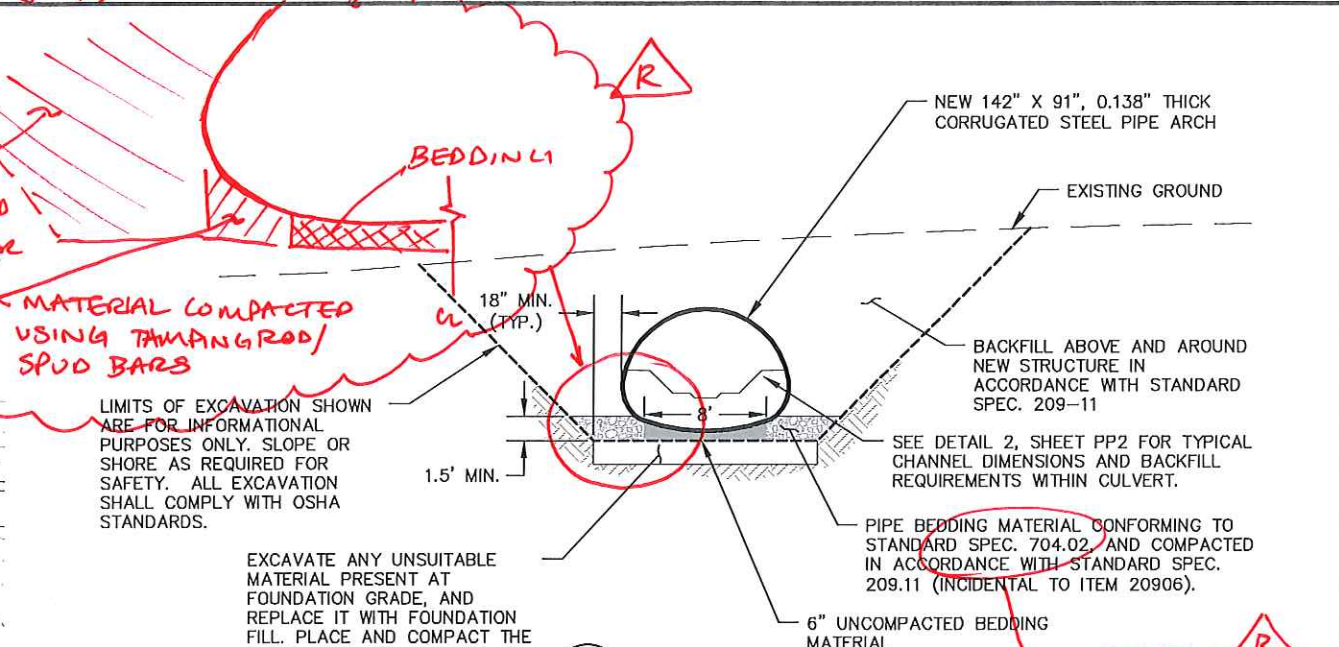 R
NEW 142" X 91", 0.138" THICK
CORRUGATED STEEL PIPE ARCH
BEDDING
EXISTING GROUND
MATERIAL COMPACTED
USING TAMPING ROD/
SPUD BARS
18" MIN.
(TYP.)
BACKFILL ABOVE AND AROUND
NEW STRUCTURE IN
ACCORDANCE WITH STANDARD
SPEC. 209-11
LIMITS OF EXCAVATION SHOWN
ARE FOR INFORMATIONAL
PURPOSES ONLY. SLOPE OR
SHORE AS REQUIRED FOR
SAFETY. ALL EXCAVATION
SHALL COMPLY WITH OSHA
STANDARDS.
8'
1.5' MIN.
SEE DETAIL 2, SHEET PP2 FOR TYPICAL
CHANNEL DIMENSIONS AND BACKFILL
REQUIREMENTS WITHIN CULVERT.
PIPE BEDDING MATERIAL CONFORMING TO
STANDARD SPEC. 704.02, AND COMPACTED
IN ACCORDANCE WITH STANDARD SPEC.
209.11 (INCIDENTAL TO ITEM 20906).
EXCAVATE ANY UNSUITABLE
MATERIAL PRESENT AT
FOUNDATION GRADE, AND
REPLACE IT WITH FOUNDATION
FILL. PLACE AND COMPACT THE
6" UNCOMPACTED BEDDING
MATERIAL
R